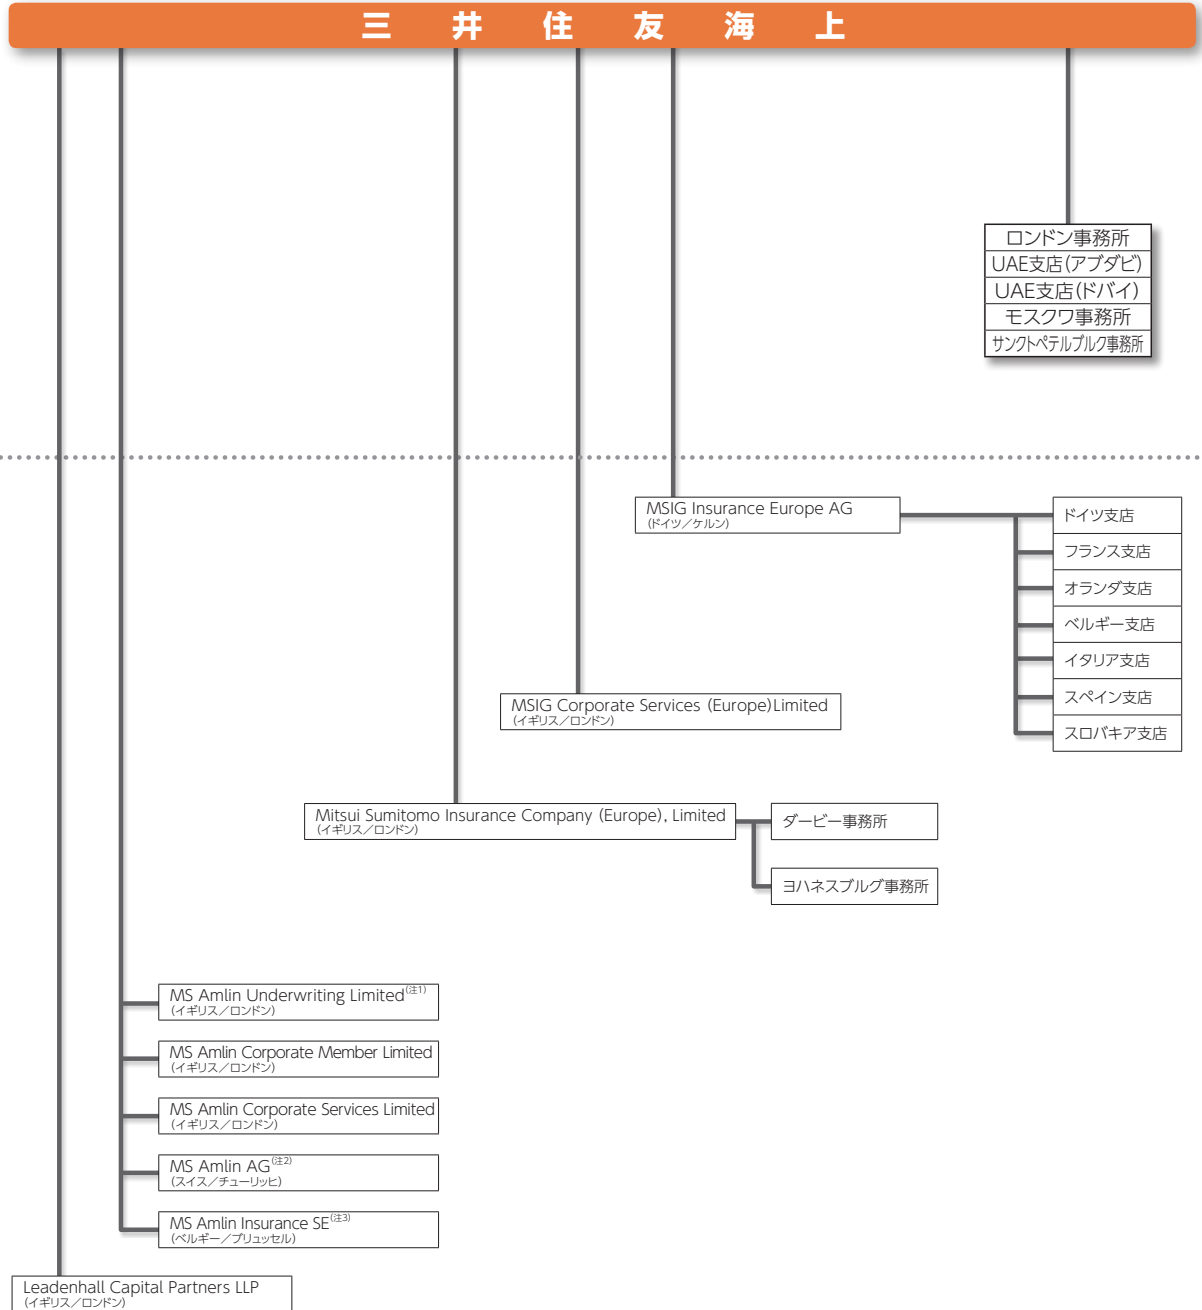 三井住友海上
ロンドン事務所
UAE支店(アブダビ)
UAE支店(ドバイ)
モスクワ事務所
サンクトペテルブルク事務所
MSIG Insurance Europe AG
(ドイツ/ケルン)
ドイツ支店
フランス支店
オランダ支店
ベルギー支店
イタリア支店
スペイン支店
スロバキア支店
MSIG Corporate Services (Europe)Limited
(イギリス/ロンドン)
Mitsui Sumitomo Insurance Company (Europe), Limited
(イギリス/ロンドン)
ダービー事務所
ヨハネスブルグ事務所
MS Amlin Underwriting Limited(注1)
(イギリス/ロンドン)
MS Amlin Corporate Member Limited
(イギリス/ロンドン)
MS Amlin Corporate Services Limited
(イギリス/ロンドン)
MS Amlin AG(注2)
(スイス/チューリッヒ)
MS Amlin Insurance SE(注3)
(ベルギー/ブリュッセル)
Leadenhall Capital Partners LLP
(イギリス/ロンドン)